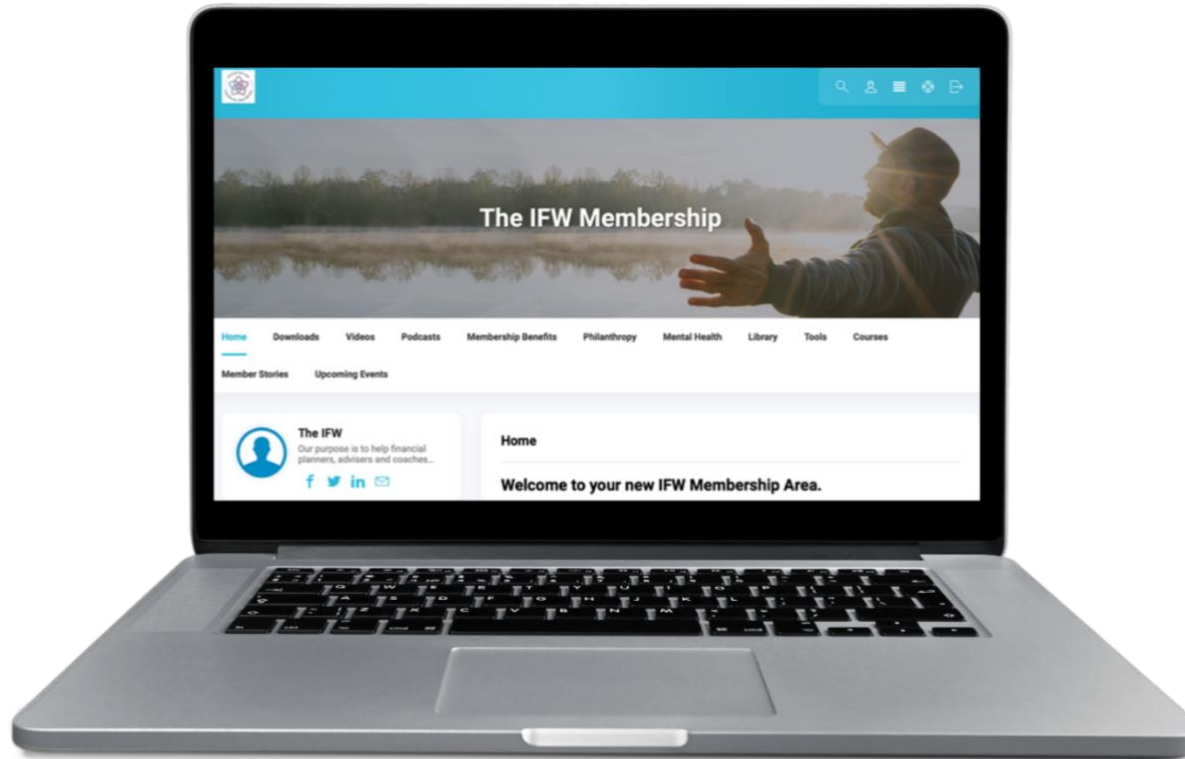 The IFW Membership
Home Downloads Videos Podcasts Membership Benefits Philanthropy Mental Health Library Tools Courses
Member Stories Upcoming Events
The IFW
Our purpose is to help financial
planners, advisers and coaches...
f in
Home
Welcome to your new IFW Membership Area.